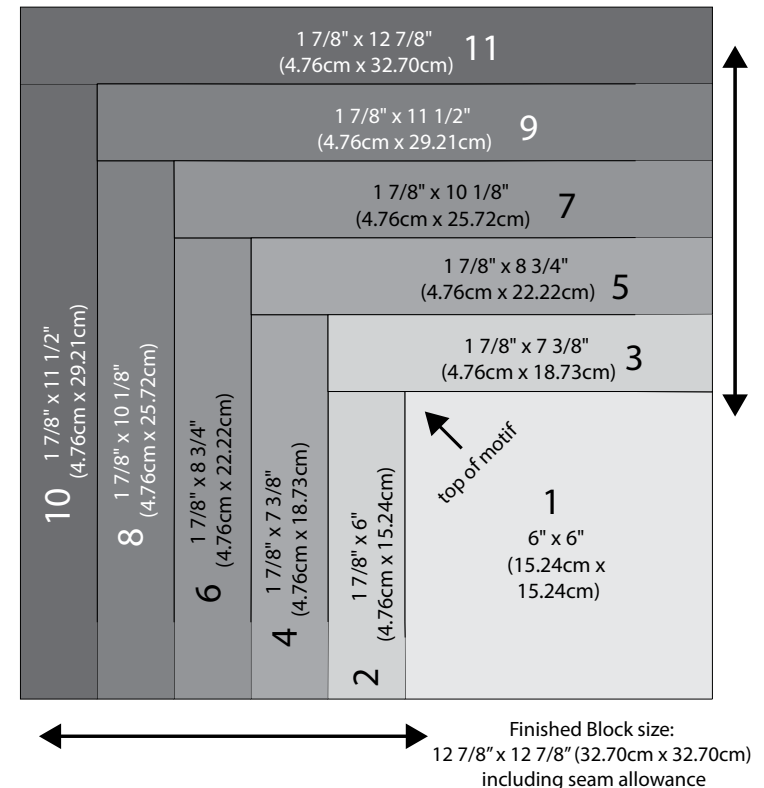 1 7/8" x 12 7/8"
(4.76cm x 32.70cm)
11
1 7/8" x 11 1/2"
(4.76cm x 29.21cm)
9
1 7/8" x 10 1/8"
(4.76cm x 25.72cm)
7
1 7/8" x 8 3/4"
(4.76cm x 22.22cm)
5
1 7/8" x 7 3/8"
(4.76cm x 18.73cm)
3
10
1 7/8" x 11 1/2"
(4.76cm x 29.21cm)
8
1 7/8" x 10 1/8"
(4.76cm x 25.72cm)
6
1 7/8" x 8 3/4"
(4.76cm x 22.22cm)
4
1 7/8" x 7 3/8"
(4.76cm x 18.73cm)
2
1 7/8" x 6"
(4.76cm x 15.24cm)
top of motif
1
6" x 6"
(15.24cm x
15.24cm)
Finished Block size:
12 7/8” x 12 7/8” (32.70cm x 32.70cm)
including seam allowance